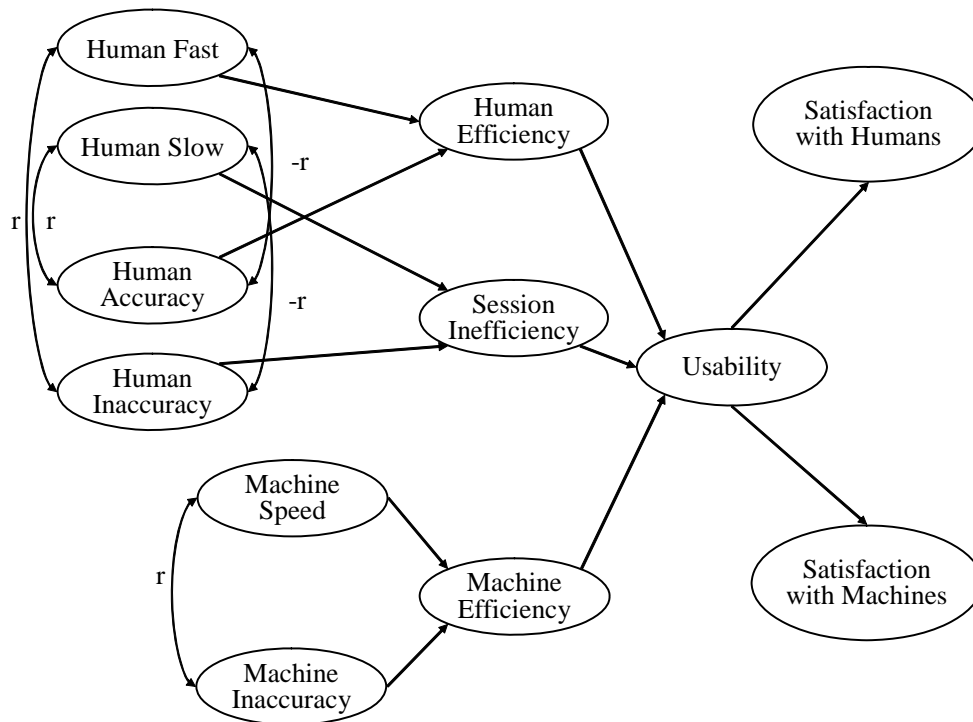 Human Fast
Human Slow
Human
Accuracy
Human
Inaccuracy
r
r
-r
-r
Human
Efficiency
Session
Inefficiency
Satisfaction
with Humans
Usability
Machine
Speed
r
Machine
Inaccuracy
Machine
Efficiency
Satisfaction
with Machines